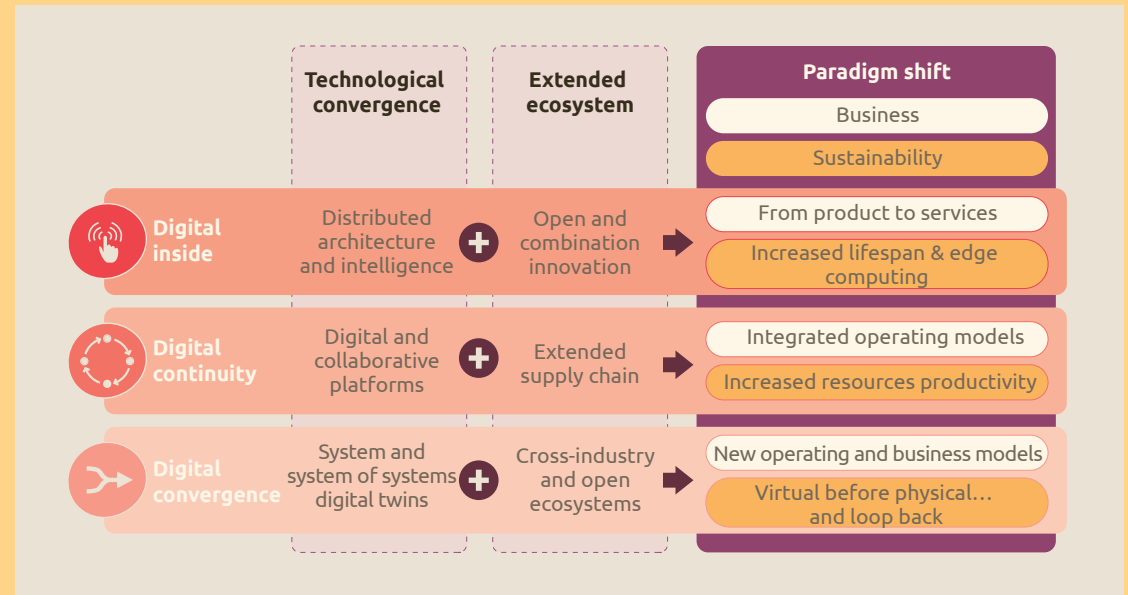 Technological
convergence
Extended
ecosystem
Paradigm shift
Business
Sustainability
Digital
inside
Distributed
architecture
and intelligence
Open and
combination
innovation
From product to services
Increased lifespan & edge
computing
Digital
continuity
Digital and
collaborative
platforms
Extended
supply chain
Integrated operating models
Increased resources productivity
Digital
convergence
System and
system of systems
digital twins
Cross-industry
and open
ecosystems
New operating and business models
Virtual before physical...
and loop back